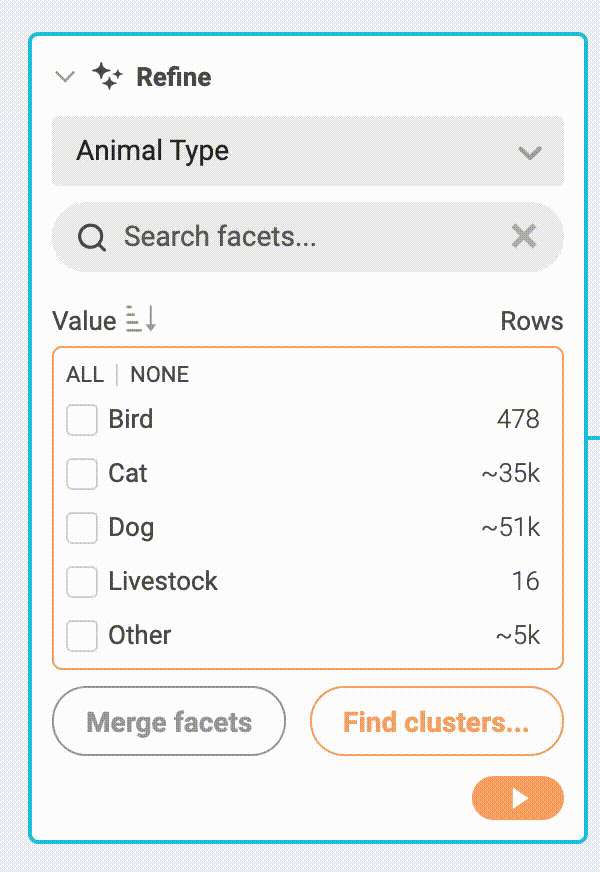 Refine
Animal Type
Search facets...
Value Rows
ALL | NONE
Bird 478
Cat ~35k
Dog ~51k
Livestock 16
Other ~5k
Merge facets Find clusters...